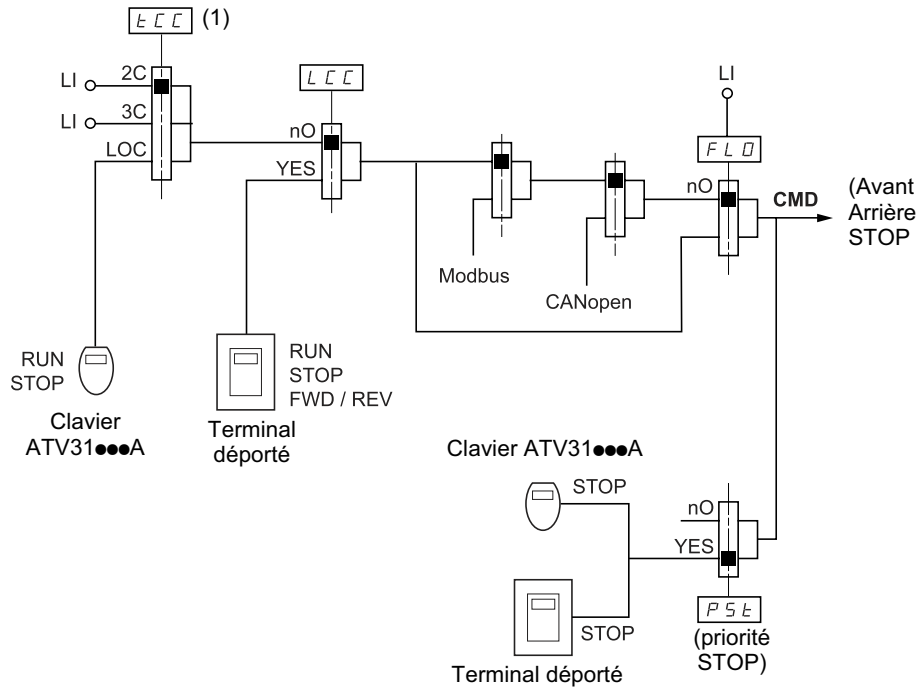 tCC (1)
LI 2C
LI 3C
LOC
LCC
nO
YES
LI
FLO
nO
CMD
(Avant
Arrière
STOP
Modbus
CANopen
RUN
STOP
Clavier
ATV31●●●A
RUN
STOP
FWD / REV
Terminal
déporté
Clavier ATV31●●●A
STOP
nO
YES
STOP
PSt
(priorité
STOP)
Terminal déporté